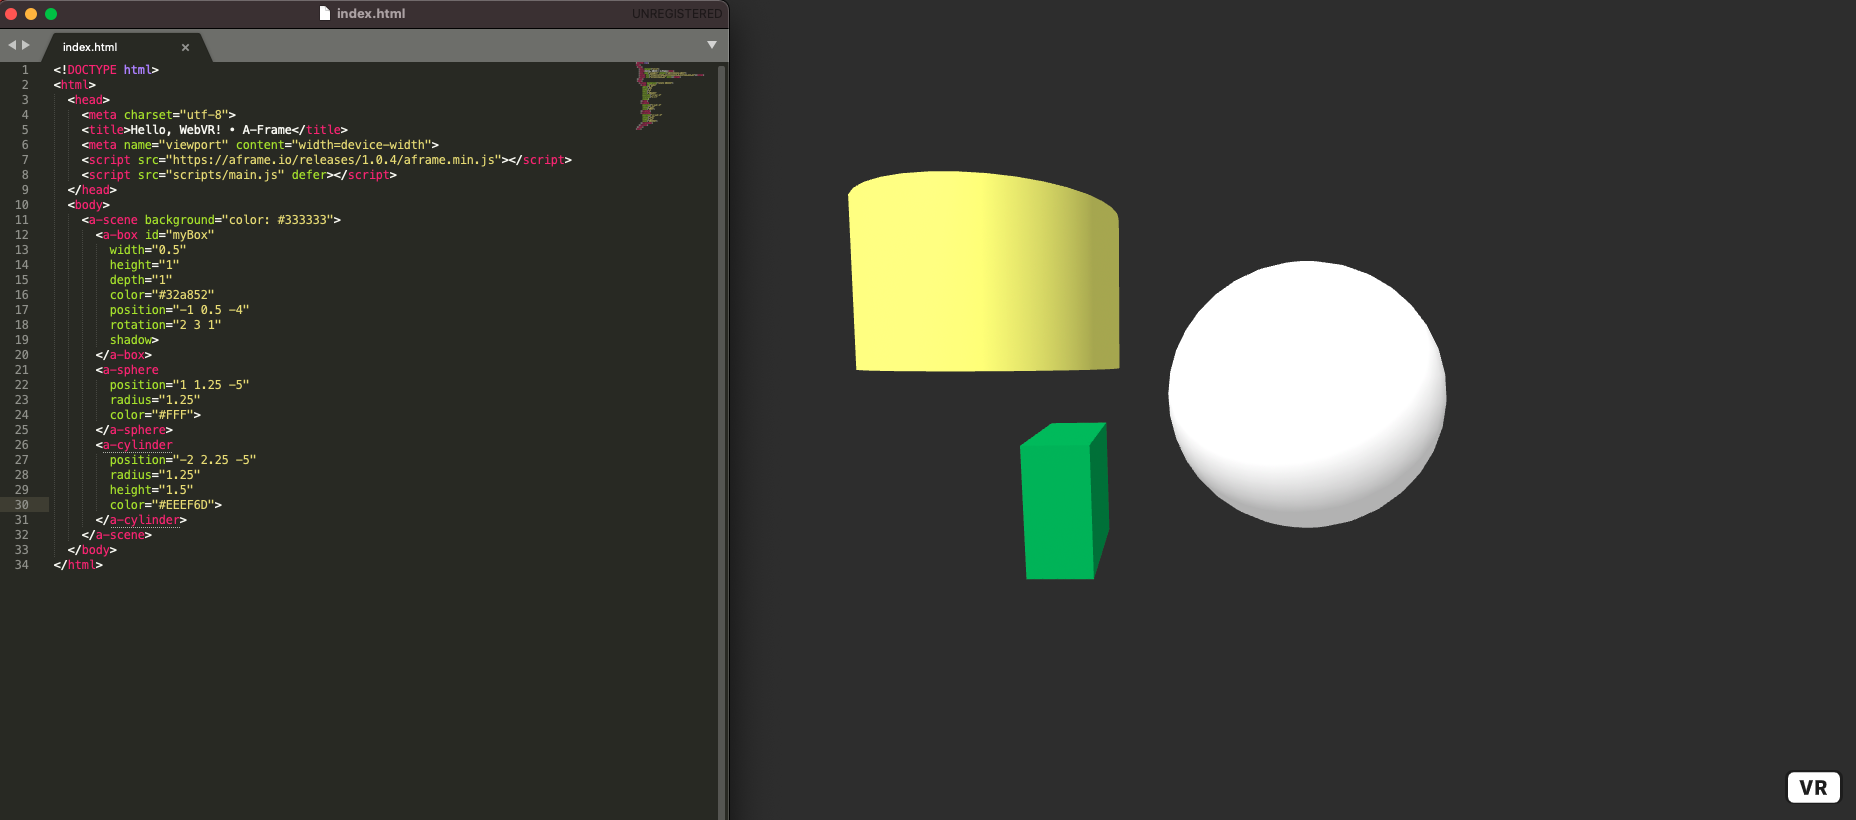 index.html
UNREGISTERED
index.html ×
1 <!DOCTYPE html>
2 <html>
3 <head>
4 <meta charset="utf-8">
5 <title>Hello, WebVR! • A-Frame</title>
6 <meta name="viewport" content="width=device-width">
7 <script src="https://aframe.io/releases/1.0.4/aframe.min.js"></script>
8 <script src="scripts/main.js" defer></script>
9 </head>
10 <body>
11 <a-scene background="color: #333333">
12 <a-box id="myBox"
13 width="0.5"
14 height="1"
15 depth="1"
16 color="#32a852"
17 position="-1 0.5 -4"
18 rotation="2 3 1"
19 shadow>
20 </a-box>
21 <a-sphere
22 position="1 1.25 -5"
23 radius="1.25"
24 color="#FFF">
25 </a-sphere>
26 <a-cylinder
27 position="-2 2.25 -5"
28 radius="1.25"
29 height="1.5"
30 color="#EEEF6D">
31 </a-cylinder>
32 </a-scene>
33 </body>
34 </html>
VR